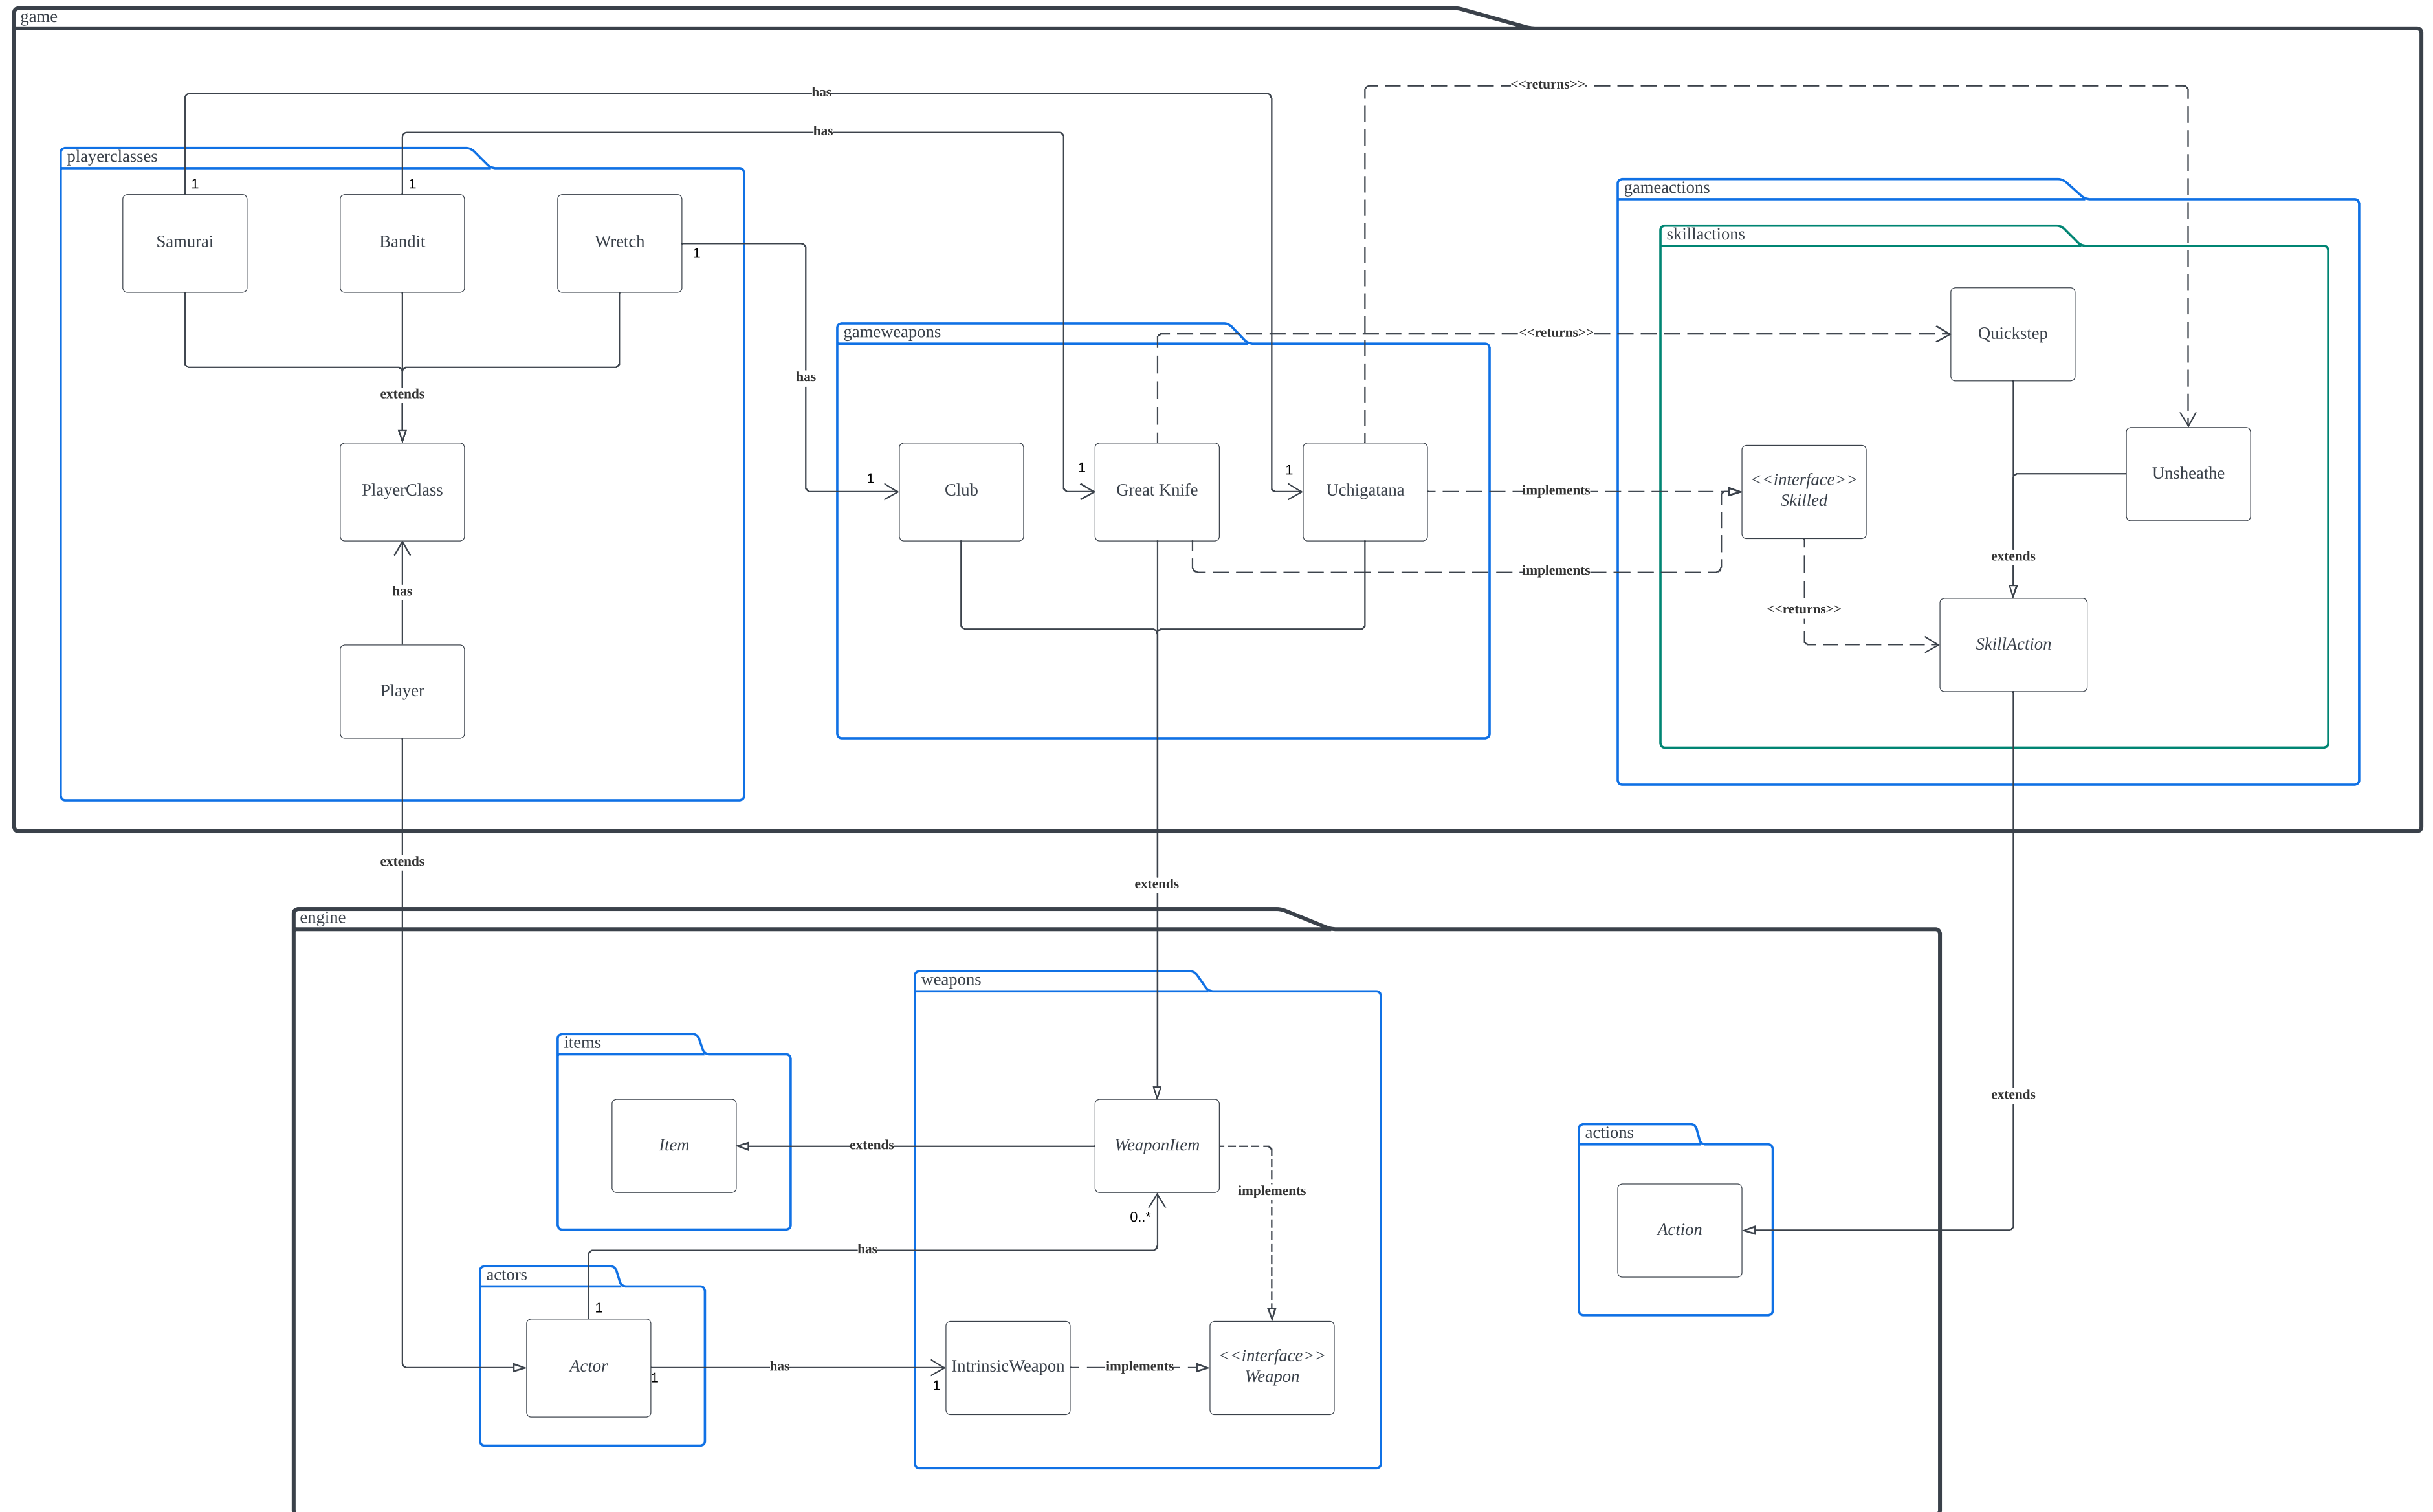 game
has
<<returns>>
has
playerclasses
1
1
gameactions
Samurai
Bandit
Wretch
1
skillactions
gameweapons
<<returns>>
Quickstep
has
extends
1
1
1
PlayerClass
Club
Great Knife
Uchigatana
implements
<<interface>>
Skilled
Unsheathe
extends
implements
has
<<returns>>
SkillAction
Player
extends
extends
engine
weapons
items
extends
actions
Item
extends
WeaponItem
implements
0..*
Action
has
actors
1
Actor
1
has
1
IntrinsicWeapon
implements
<<interface>>
Weapon